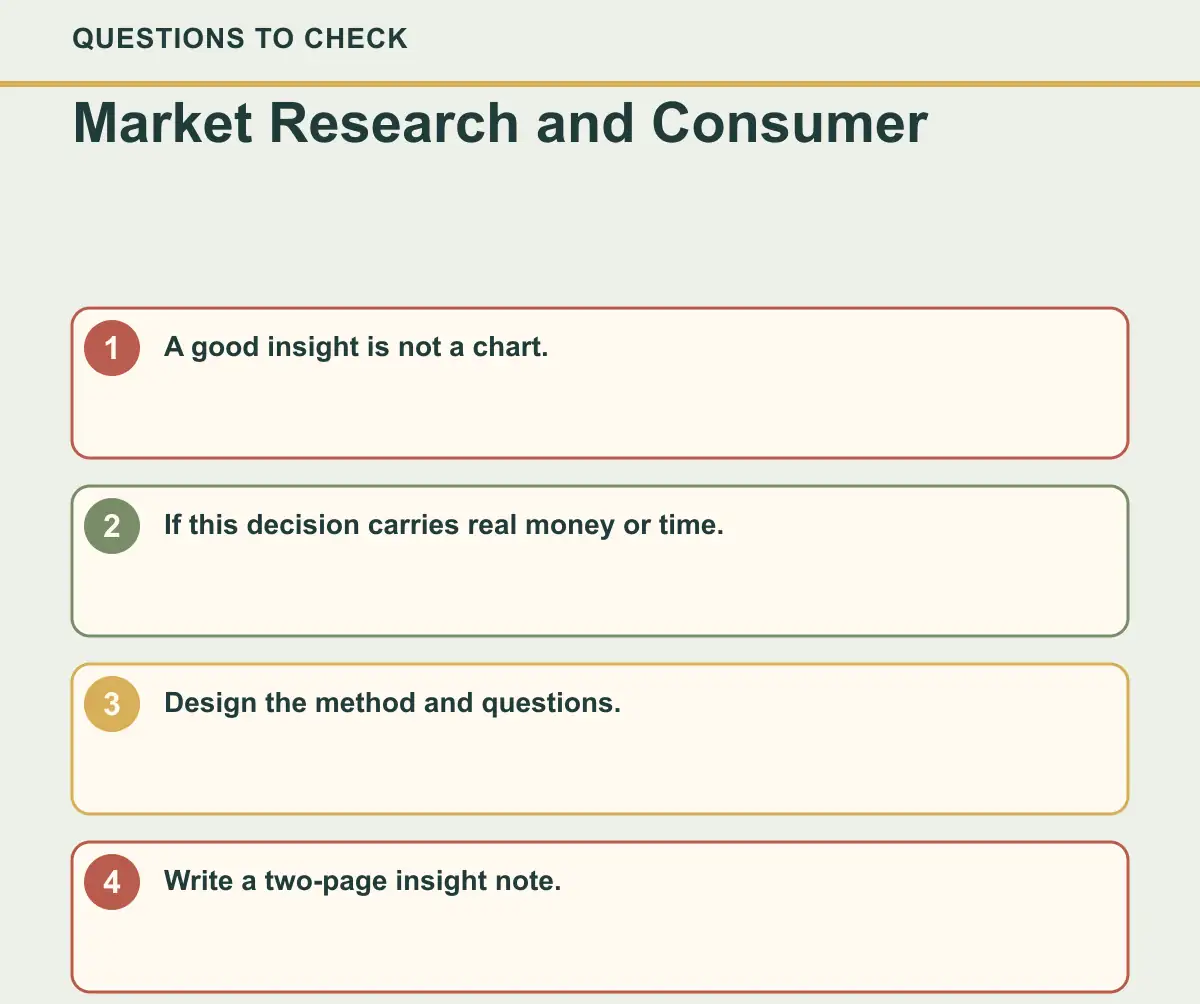 QUESTIONS TO CHECK
Market Research and Consumer
1 A good insight is not a chart.
2 If this decision carries real money or time.
3 Design the method and questions.
4 Write a two-page insight note.